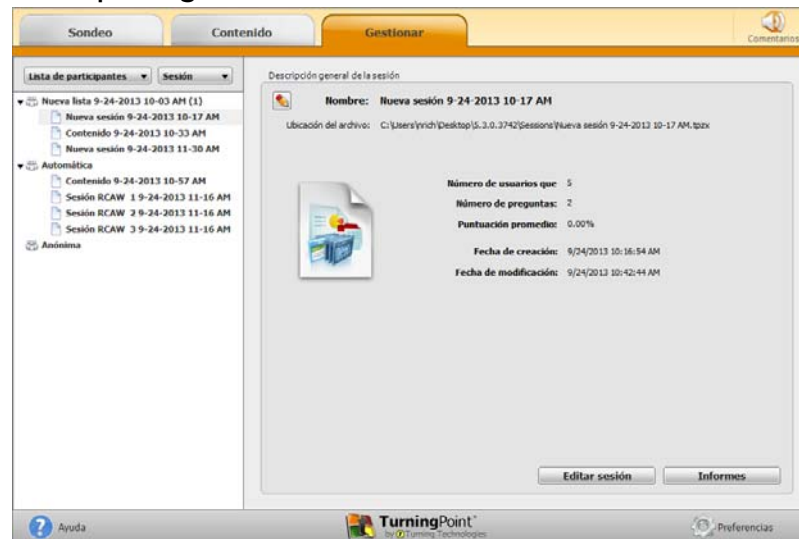 Sondeo
Contenido
Gestionar
Comentarios
Lista de participantes
Sesión
Nueva lista 9-24-2013 10-03 AM (1)
Nueva sesión 9-24-2013 10-17 AM
Contenido 9-24-2013 10-33 AM
Nueva sesión 9-24-2013 11-30 AM
Automática
Contenido 9-24-2013 10-57 AM
Sesión RCAW 1 9-24-2013 11-16 AM
Sesión RCAW 2 9-24-2013 11-16 AM
Sesión RCAW 3 9-24-2013 11-16 AM
Anónima
Descripción general de la sesión
Nombre: Nueva sesión 9-24-2013 10-17 AM
Ubicación del archivo: C:\Users\nrich\Desktop\5.3.0.3742\Sessions\Nueva sesión 9-24-2013 10-17 AM.tpzx
Número de usuarios que 5
Número de preguntas: 2
Puntuación promedio: 0.00%
Fecha de creación: 9/24/2013 10:16:54 AM
Fecha de modificación: 9/24/2013 10:42:44 AM
Editar sesión
Informes
Ayuda
TurningPoint
by Turning Technologies
Preferencias